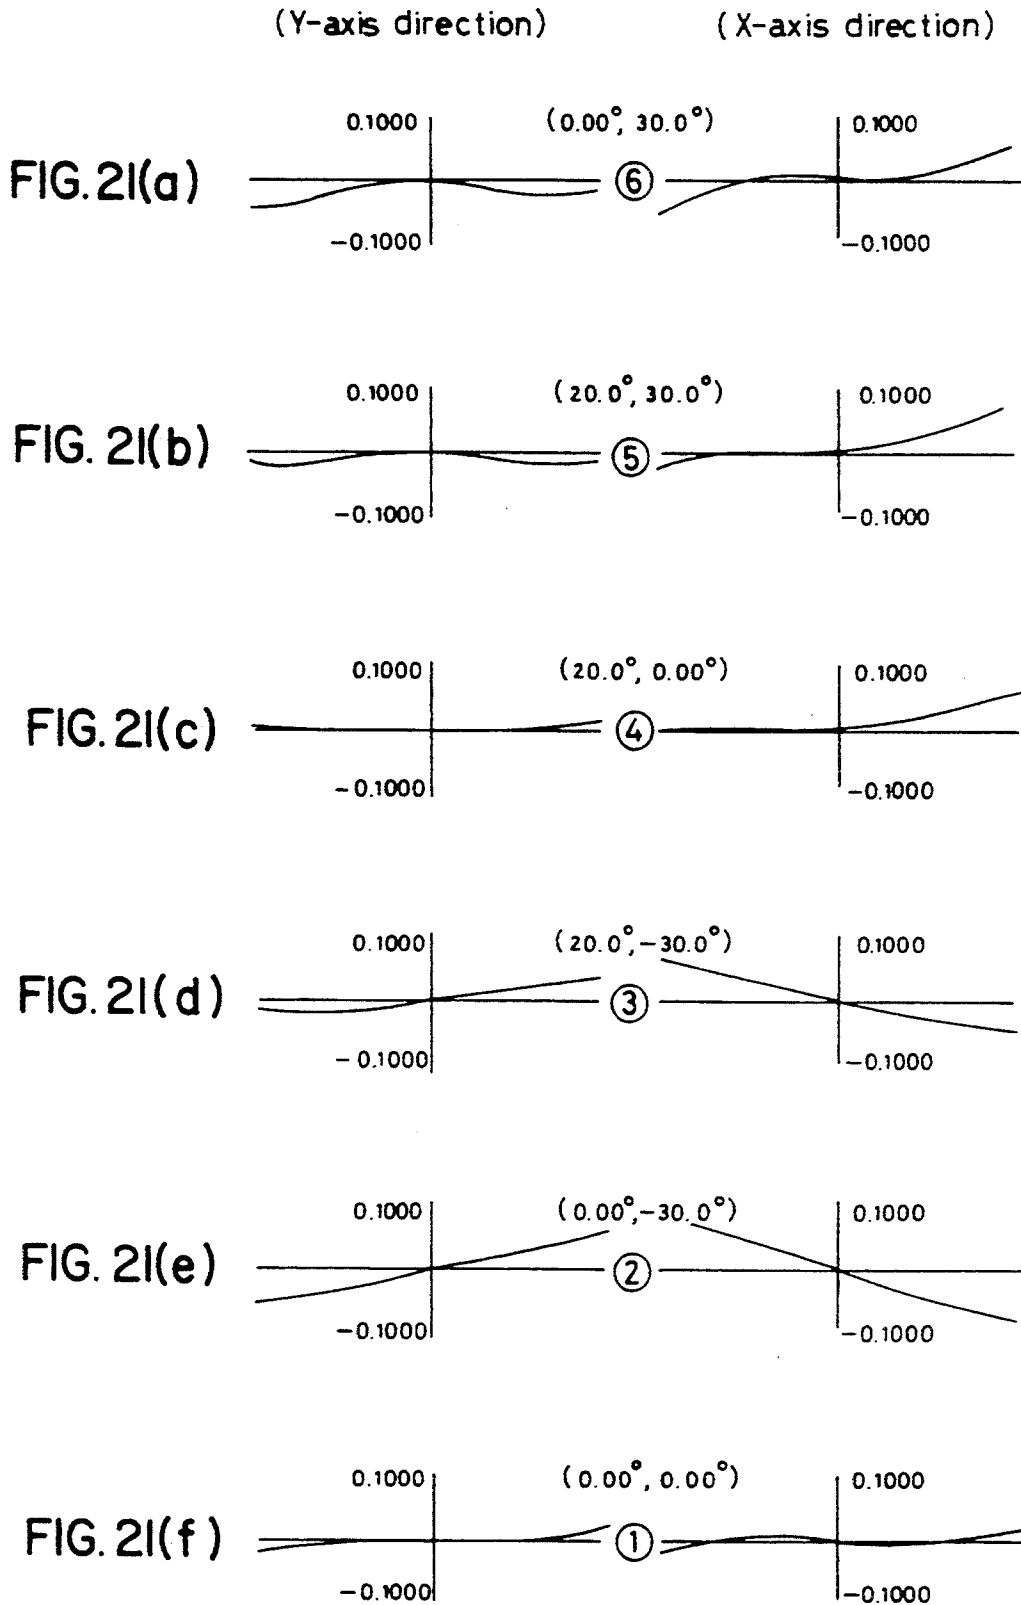 (Y-axis direction) (X-axis direction)
0.1000 (0.00°, 30.0°) 0.1000
FIG. 21(a) ⑥
-0.1000 -0.1000
0.1000 (20.0°, 30.0°) 0.1000
FIG. 21(b) ⑤
-0.1000 -0.1000
0.1000 (20.0°, 0.00°) 0.1000
FIG. 21(c) ④
-0.1000 -0.1000
0.1000 (20.0°, -30.0°) 0.1000
FIG. 21(d) ③
-0.1000 -0.1000
0.1000 (0.00°, -30.0°) 0.1000
FIG. 21(e) ②
-0.1000 -0.1000
0.1000 (0.00°, 0.00°) 0.1000
FIG. 21(f) ①
-0.1000 -0.1000